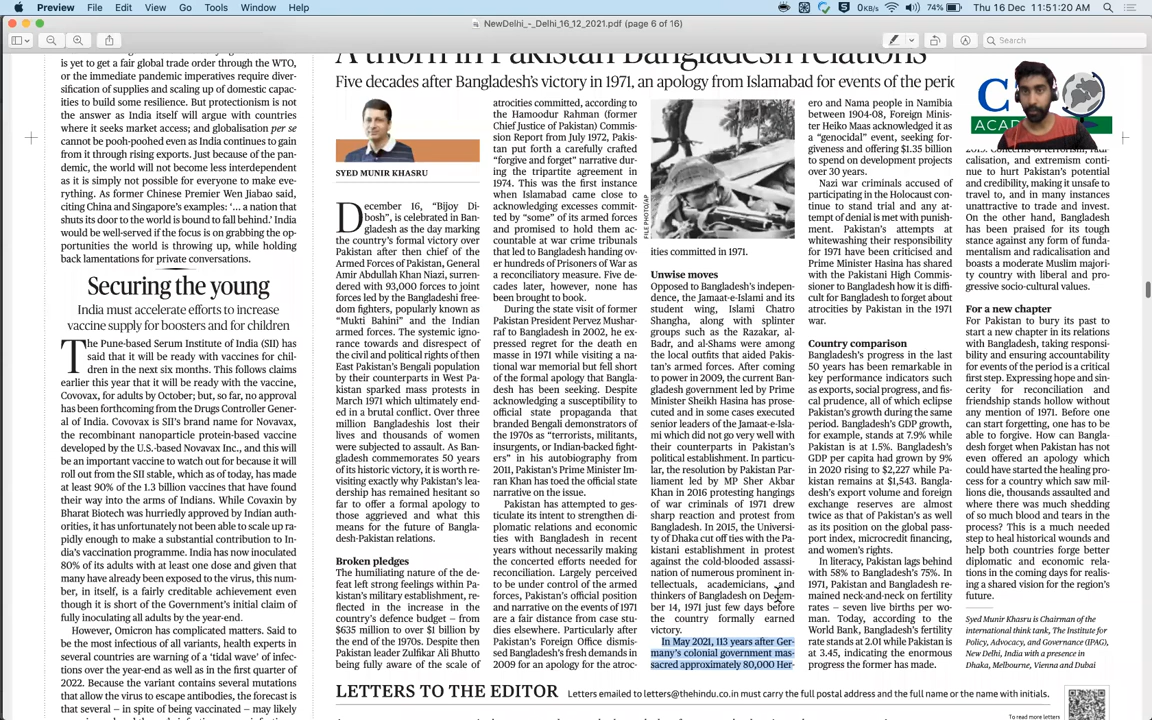 Preview File Edit View Go Tools Window Help
0KB/s 74% Thu 16 Dec 11:51:20 AM
NewDelhi_-_Delhi_16_12_2021.pdf (page 6 of 16)
Search
is yet to get a fair global trade order through the WTO,
or the immediate pandemic imperatives require diver-
sification of supplies and scaling up of domestic capac-
ities to build some resilience. But protectionism is not
the answer as India itself will argue with countries
where it seeks market access; and globalisation per se
cannot be pooh-poohed even as India continues to gain
from it through rising exports. Just because of the pan-
demic, the world will not become less interdependent
as it is simply not possible for everyone to make eve-
rything. As former Chinese Premier Wen Jiabao said,
citing China and Singapore's examples: '... a nation that
shuts its door to the world is bound to fall behind.' India
would be well-served if the focus is on grabbing the op-
portunities the world is throwing up, while holding
back lamentations for private conversations.
Securing the young
India must accelerate efforts to increase
vaccine supply for boosters and for children
The Pune-based Serum Institute of India (SII) has
said that it will be ready with vaccines for chil-
dren in the next six months. This follows claims
earlier this year that it will be ready with the vaccine,
Covovax, for adults by October; but, so far, no approval
has been forthcoming from the Drugs Controller Gener-
al of India. Covovax is SII's brand name for Novavax,
the recombinant nanoparticle protein-based vaccine
developed by the U.S.-based Novavax Inc., and this will
be an important vaccine to watch out for because it will
roll out from the SII stable, which as of today, has made
at least 90% of the 1.3 billion vaccines that have found
their way into the arms of Indians. While Covaxin by
Bharat Biotech was hurriedly approved by Indian auth-
orities, it has unfortunately not been able to scale up ra-
pidly enough to make a substantial contribution to In-
dia's vaccination programme. India has now inoculated
80% of its adults with at least one dose and given that
many have already been exposed to the virus, this num-
ber, in itself, is a fairly creditable achievement even
though it is short of the Government's initial claim of
fully inoculating all adults by the year-end.
However, Omicron has complicated matters. Said to
be the most infectious of all variants, health experts in
several countries are warning of a 'tidal wave' of infec-
tions over the year-end as well as in the first quarter of
2022. Because the variant contains several mutations
that allow the virus to escape antibodies, the forecast is
that several – in spite of being vaccinated – may likely
A thorn in Pakistan Bangladesh relations
Five decades after Bangladesh's victory in 1971, an apology from Islamabad for events of the peric
SYED MUNIR KHASRU
December 16, "Bijoy Di-
bosh", is celebrated in Ban-
gladesh as the day marking
the country's formal victory over
Pakistan after then chief of the
Armed Forces of Pakistan, General
Amir Abdullah Khan Niazi, surren-
dered with 93,000 forces to joint
forces led by the Bangladeshi free-
dom fighters, popularly known as
"Mukti Bahini" and the Indian
armed forces. The systemic igno-
rance towards and disrespect of
the civil and political rights of then
East Pakistan's Bengali population
by their counterparts in West Pa-
kistan sparked mass protests in
March 1971 which ultimately end-
ed in a brutal conflict. Over three
million Bangladeshis lost their
lives and thousands of women
were subjected to assault. As Ban-
gladesh commemorates 50 years
of its historic victory, it is worth re-
visiting exactly why Pakistan's lea-
dership has remained hesitant so
far to offer a formal apology to
those aggrieved and what this
means for the future of Bangla-
desh-Pakistan relations.
Broken pledges
The humiliating nature of the de-
feat left strong feelings within Pa-
kistan's military establishment, re-
flected in the increase in the
country's defence budget – from
$635 million to over $1 billion by
the end of the 1970s. Despite then
Pakistan leader Zulfikar Ali Bhutto
being fully aware of the scale of
atrocities committed, according to
the Hamoodur Rahman (former
Chief Justice of Pakistan) Commis-
sion Report from July 1972, Pakis-
tan put forth a carefully crafted
"forgive and forget" narrative dur-
ing the tripartite agreement in
1974. This was the first instance
when Islamabad came close to
acknowledging excesses commit-
ted by "some" of its armed forces
and promised to hold them ac-
countable at war crime tribunals
that led to Bangladesh handing ov-
er hundreds of Prisoners of War as
a reconciliatory measure. Five de-
cades later, however, none has
been brought to book.
During the state visit of former
Pakistan President Pervez Mushar-
raf to Bangladesh in 2002, he ex-
pressed regret for the death en
masse in 1971 while visiting a na-
tional war memorial but fell short
of the formal apology that Bangla-
desh has been seeking. Despite
acknowledging a susceptibility to
official state propaganda that
branded Bengali demonstrators of
the 1970s as "terrorists, militants,
insurgents, or Indian-backed fight-
ers" in his autobiography from
2011, Pakistan's Prime Minister Im-
ran Khan has toed the official state
narrative on the issue.
Pakistan has attempted to ges-
ticulate its intent to strengthen di-
plomatic relations and economic
ties with Bangladesh in recent
years without necessarily making
the concerted efforts needed for
reconciliation. Largely perceived
to be under control of the armed
forces, Pakistan's official position
and narrative on the events of 1971
are a far distance from case stu-
dies elsewhere. Particularly after
Pakistan's Foreign Office dismis-
sed Bangladesh's fresh demands in
2009 for an apology for the atroc-
FILE PHOTO/AP
ities committed in 1971.
Unwise moves
Opposed to Bangladesh's indepen-
dence, the Jamaat-e-Islami and its
student wing, Islami Chatro
Shangha, along with splinter
groups such as the Razakar, al-
Badr, and al-Shams were among
the local outfits that aided Pakis-
tan's armed forces. After coming
to power in 2009, the current Ban-
gladesh government led by Prime
Minister Sheikh Hasina has prose-
cuted and in some cases executed
senior leaders of the Jamaat-e-Isla-
mi which did not go very well with
their counterparts in Pakistan's
political establishment. In particu-
lar, the resolution by Pakistan Par-
liament led by MP Sher Akbar
Khan in 2016 protesting hangings
of war criminals of 1971 drew
sharp reaction and protest from
Bangladesh. In 2015, the Universi-
ty of Dhaka cut off ties with the Pa-
kistani establishment in protest
against the cold-blooded assassi-
nation of numerous prominent in-
tellectuals, academicians, and
thinkers of Bangladesh on Decem-
ber 14, 1971 just few days before
the country formally earned
victory.
In May 2021, 113 years after Ger-
many's colonial government mas-
sacred approximately 80,000 Her-
ero and Nama people in Namibia
between 1904-08, Foreign Minis-
ter Heiko Maas acknowledged it as
a "genocidal" event, seeking for-
giveness and offering $1.35 billion
to spend on development projects
over 30 years.
Nazi war criminals accused of
participating in the Holocaust con-
tinue to stand trial and any at-
tempt of denial is met with punish-
ment. Pakistan's attempts at
whitewashing their responsibility
for 1971 have been criticised and
Prime Minister Hasina has shared
with the Pakistani High Commis-
sioner to Bangladesh how it is diffi-
cult for Bangladesh to forget about
atrocities by Pakistan in the 1971
war.
Country comparison
Bangladesh's progress in the last
50 years has been remarkable in
key performance indicators such
as exports, social progress, and fis-
cal prudence, all of which eclipse
Pakistan's growth during the same
period. Bangladesh's GDP growth,
for example, stands at 7.9% while
Pakistan is at 1.5%. Bangladesh's
GDP per capita had grown by 9%
in 2020 rising to $2,227 while Pa-
kistan remains at $1,543. Bangla-
desh's export volume and foreign
exchange reserves are almost
twice as that of Pakistan's as well
as its position on the global pass-
port index, microcredit financing,
and women's rights.
In literacy, Pakistan lags behind
with 58% to Bangladesh's 75%. In
1971, Pakistan and Bangladesh re-
mained neck-and-neck on fertility
rates – seven live births per wo-
man. Today, according to the
World Bank, Bangladesh's fertility
rate stands at 2.01 while Pakistan is
at 3.45, indicating the enormous
progress the former has made.
C
ACAD
calisation, and extremism conti-
nue to hurt Pakistan's potential
and credibility, making it unsafe to
travel to, and in many instances
unattractive to trade and invest.
On the other hand, Bangladesh
has been praised for its tough
stance against any form of funda-
mentalism and radicalisation and
boasts a moderate Muslim majori-
ty country with liberal and pro-
gressive socio-cultural values.
For a new chapter
For Pakistan to bury its past to
start a new chapter in its relations
with Bangladesh, taking responsi-
bility and ensuring accountability
for events of the period is a critical
first step. Expressing hope and sin-
cerity for reconciliation and
friendship stands hollow without
any mention of 1971. Before one
can start forgetting, one has to be
able to forgive. How can Bangla-
desh forget when Pakistan has not
even offered an apology which
could have started the healing pro-
cess for a country which saw mil-
lions die, thousands assaulted and
where there was much shedding
of so much blood and tears in the
process? This is a much needed
step to heal historical wounds and
help both countries forge better
diplomatic and economic rela-
tions in the coming days for realis-
ing a shared vision for the region's
future.
Syed Munir Khasru is Chairman of the
international think tank, The Institute for
Policy, Advocacy, and Governance (IPAG),
New Delhi, India with a presence in
Dhaka, Melbourne, Vienna and Dubai
LETTERS TO THE EDITOR Letters emailed to letters@thehindu.co.in must carry the full postal address and the full name or the name with initials.
To read more letters